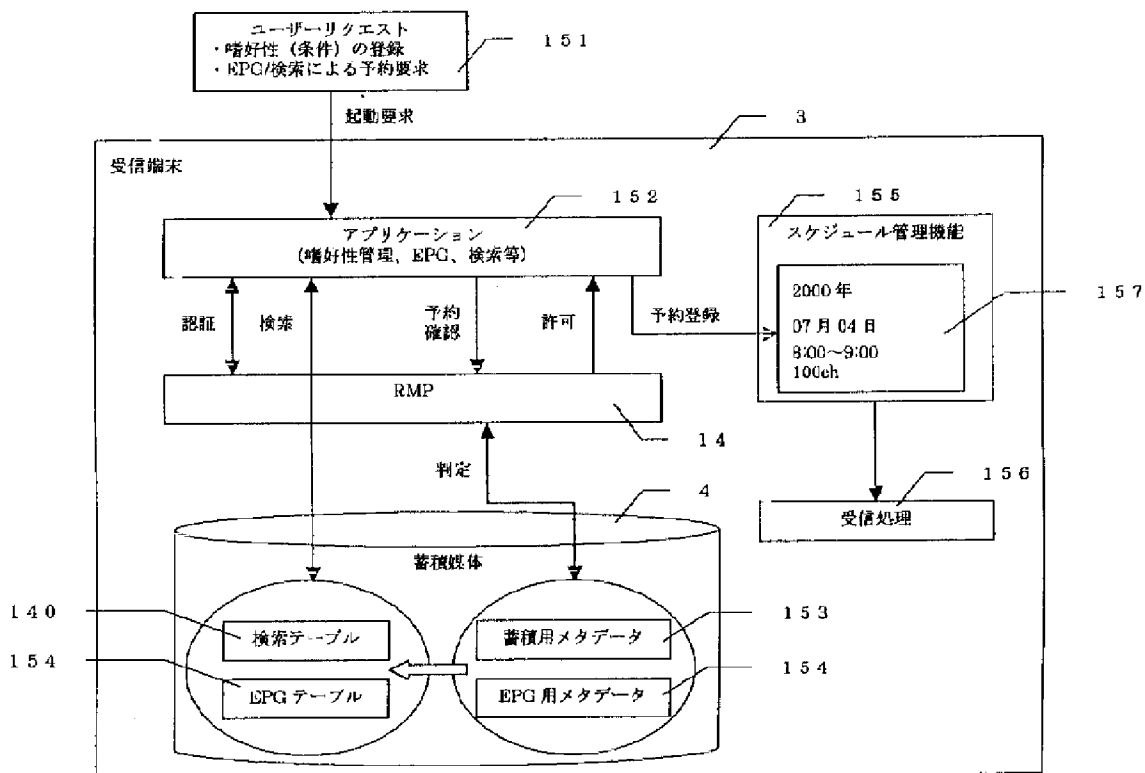 ユーザーリクエスト
・嗜好性(条件)の登録
・EPG/検索による予約要求
151
起動要求
3
受信端末
152
アプリケーション
(嗜好性管理、EPG、検索等)
155
スケジュール管理機能
2000年
07月04日
8:00〜9:00
100ch
157
認証
検索
予約
確認
許可
予約登録
RMP
14
判定
4
156
受信処理
蓄積媒体
140
検索テーブル
154
EPGテーブル
蓄積用メタデータ
153
EPG用メタデータ
154